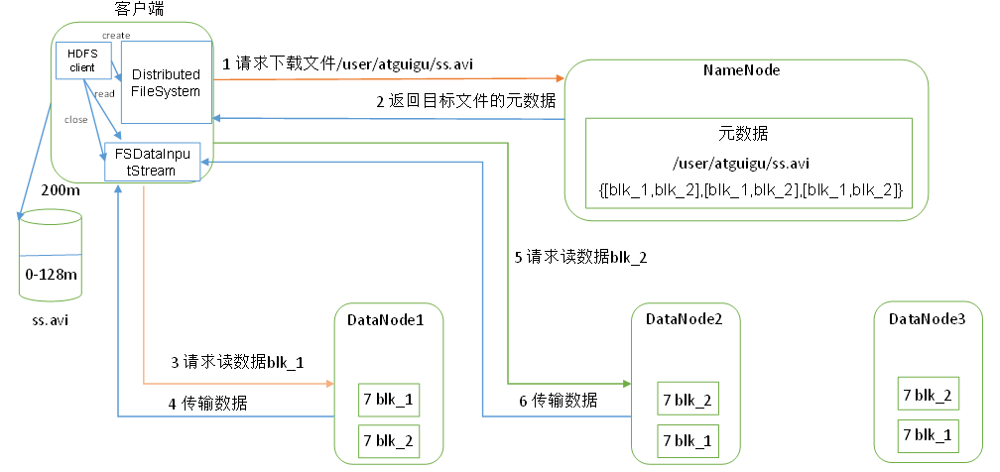 客户端
HDFS
client
create
Distributed
FileSystem
read
close
FSDataInpu
tStream
1 请求下载文件/user/atguigu/ss.avi
2 返回目标文件的元数据
NameNode
元数据
/user/atguigu/ss.avi
{[blk_1,blk_2],[blk_1,blk_2],[blk_1,blk_2]}
200m
0-128m
ss.avi
5 请求读数据blk_2
3 请求读数据blk_1
4 传输数据
6 传输数据
DataNode1
7 blk_1
7 blk_2
DataNode2
7 blk_2
7 blk_1
DataNode3
7 blk_2
7 blk_1